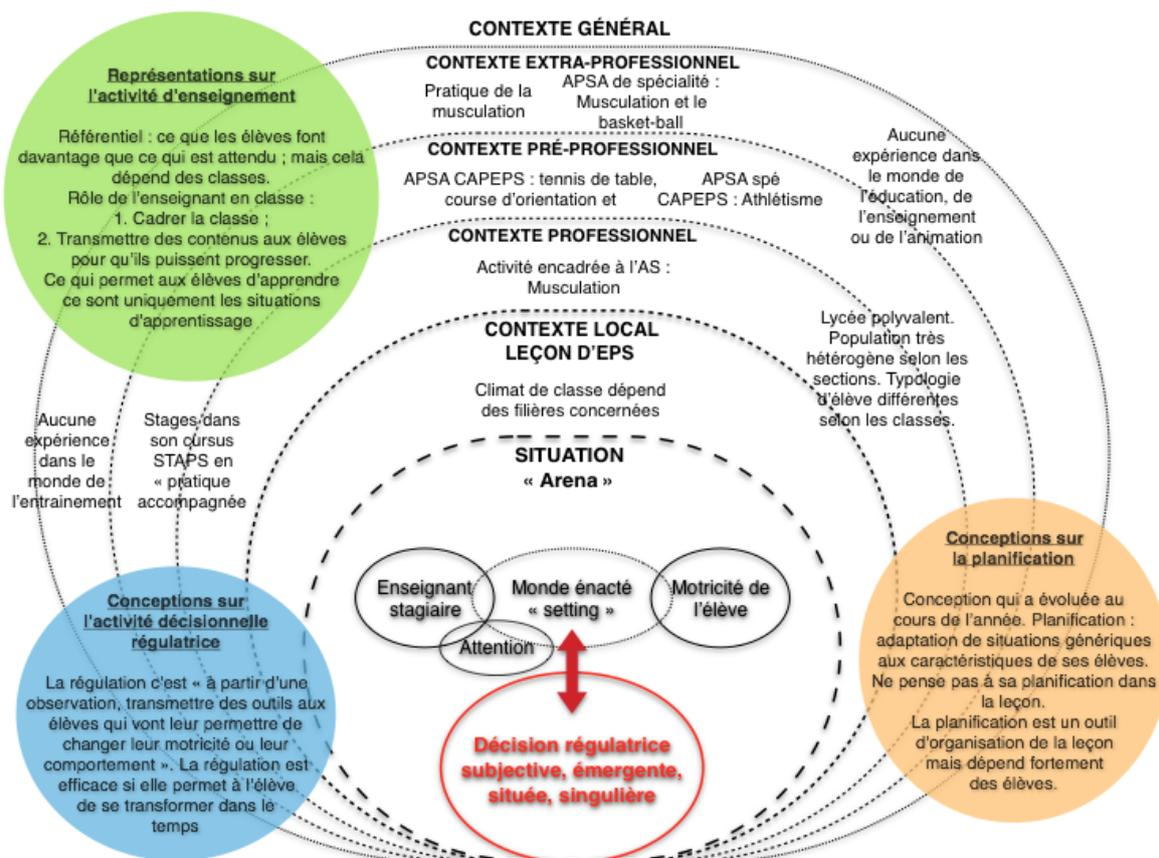 CONTEXTE GÉNÉRAL
CONTEXTE EXTRA-PROFESSIONNEL
Pratique de la
musculation
APSA de spécialité :
Musculation et le
basket-ball
CONTEXTE PRÉ-PROFESSIONNEL
APSA CAPEPS : tennis de table,
course d'orientation et
APSA spé
CAPEPS : Athlétisme
CONTEXTE PROFESSIONNEL
Activité encadrée à l'AS :
Musculation
CONTEXTE LOCAL
LEÇON D'EPS
Climat de classe dépend
des filières concernées
SITUATION
« Arena »
Représentations sur
l'activité d'enseignement
Référentiel : ce que les élèves font
davantage que ce qui est attendu ; mais cela
dépend des classes.
Rôle de l'enseignant en classe :
1. Cadrer la classe ;
2. Transmettre des contenus aux élèves
pour qu'ils puissent progresser.
Ce qui permet aux élèves d'apprendre
ce sont uniquement les situations
d'apprentissage
Aucune
expérience dans
le monde de
l'éducation, de
l'enseignement
ou de l'animation
Lycée polyvalent.
Population très
hétérogène selon les
sections. Typologie
d'élève différentes
selon les classes.
Aucune
expérience
dans le
monde de
l'entrainement
Stages dans
son cursus
STAPS en
« pratique
accompagnée
Enseignant
stagiaire
Monde énacté
« setting »
Motricité de
l'élève
Attention
Décision régulatrice
subjective, émergente,
située, singulière
Conceptions sur
l'activité décisionnelle
régulatrice
La régulation c'est « à partir d'une
observation, transmettre des outils aux
élèves qui vont leur permettre de
changer leur motricité ou leur
comportement ». La régulation est
efficace si elle permet à l'élève
de se transformer dans le
temps
Conceptions sur
la planification
Conception qui a évoluée au
cours de l'année. Planification :
adaptation de situations génériques
aux caractéristiques de ses élèves.
Ne pense pas à sa planification dans
la leçon.
La planification est un outil
d'organisation de la leçon
mais dépend fortement
des élèves.